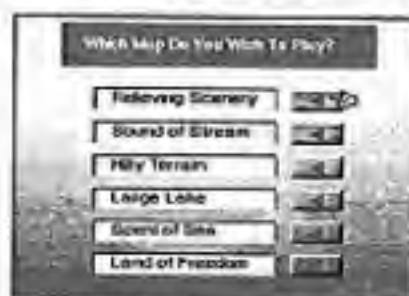 Which Map Do You Wish To Play?
Relieving Scenery
Sound of Stream
Hilly Terrain
Large Lake
Scent of Sea
Land of Freedom